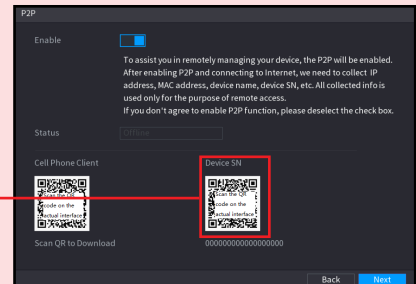 P2P
Enable
To assist you in remotely managing your device, the P2P will be enabled.
After enabling P2P and connecting to Internet, we need to collect IP
address, MAC address, device name, device SN, etc. All collected info is
used only for the purpose of remote access.
If you don't agree to enable P2P function, please deselect the check box.
Status
Offline
Cell Phone Client
Device SN
Scan the QR
code on the
actual interface
Scan the QR
code on the
actual interface
Scan QR to Download
000000000000000000
Back
Next